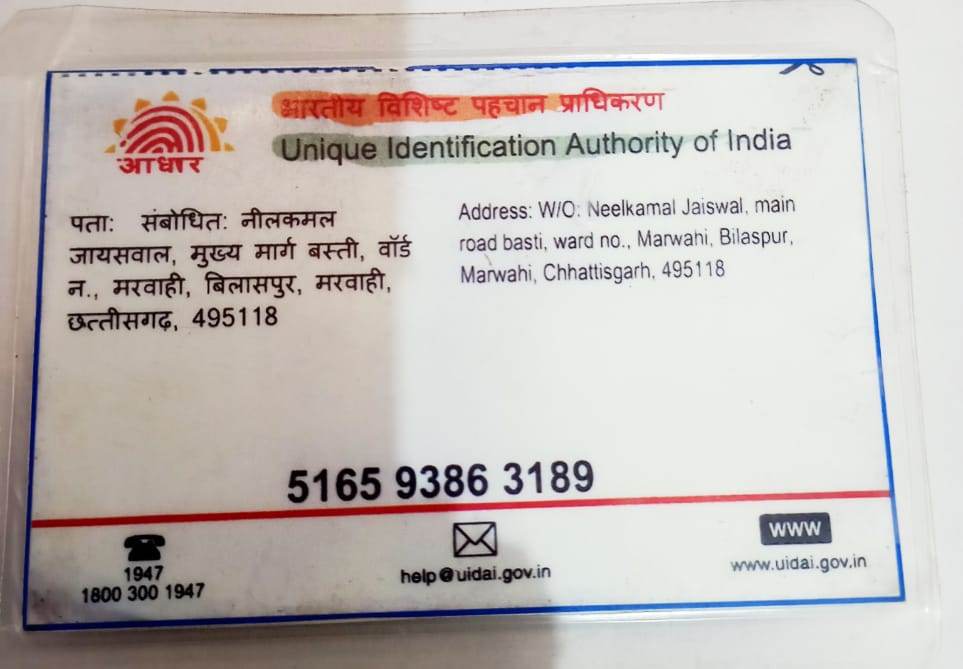 भारतीय विशिष्ट पहचान प्राधिकरण
Unique Identification Authority of India
आधार
पता: संबोधित: नीलकमल
जायसवाल, मुख्य मार्ग बस्ती, वॉर्ड
न., मरवाही, बिलासपुर, मरवाही,
छत्तीसगढ़, 495118
Address: W/O: Neelkamal Jaiswal, main
road basti, ward no., Marwahi, Bilaspur,
Marwahi, Chhattisgarh, 495118
5165 9386 3189
1947
1800 300 1947
help@uidai.gov.in
www
www.uidai.gov.in